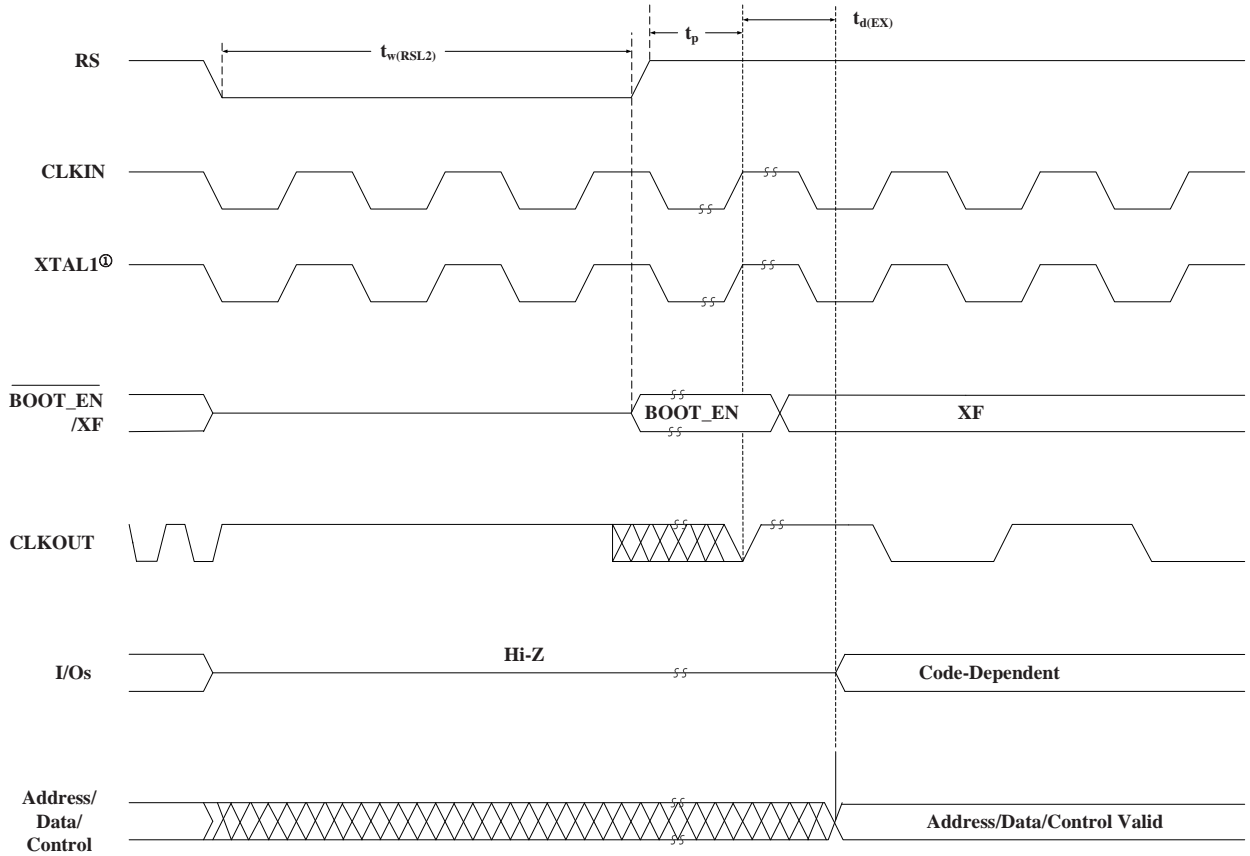 t_d(EX)
t_w(RSL2)
t_p
RS
CLKIN
XTAL1①
BOOT_EN
/XF
BOOT_EN
XF
CLKOUT
Hi-Z
I/Os
Code-Dependent
Address/
Data/
Control
Address/Data/Control Valid